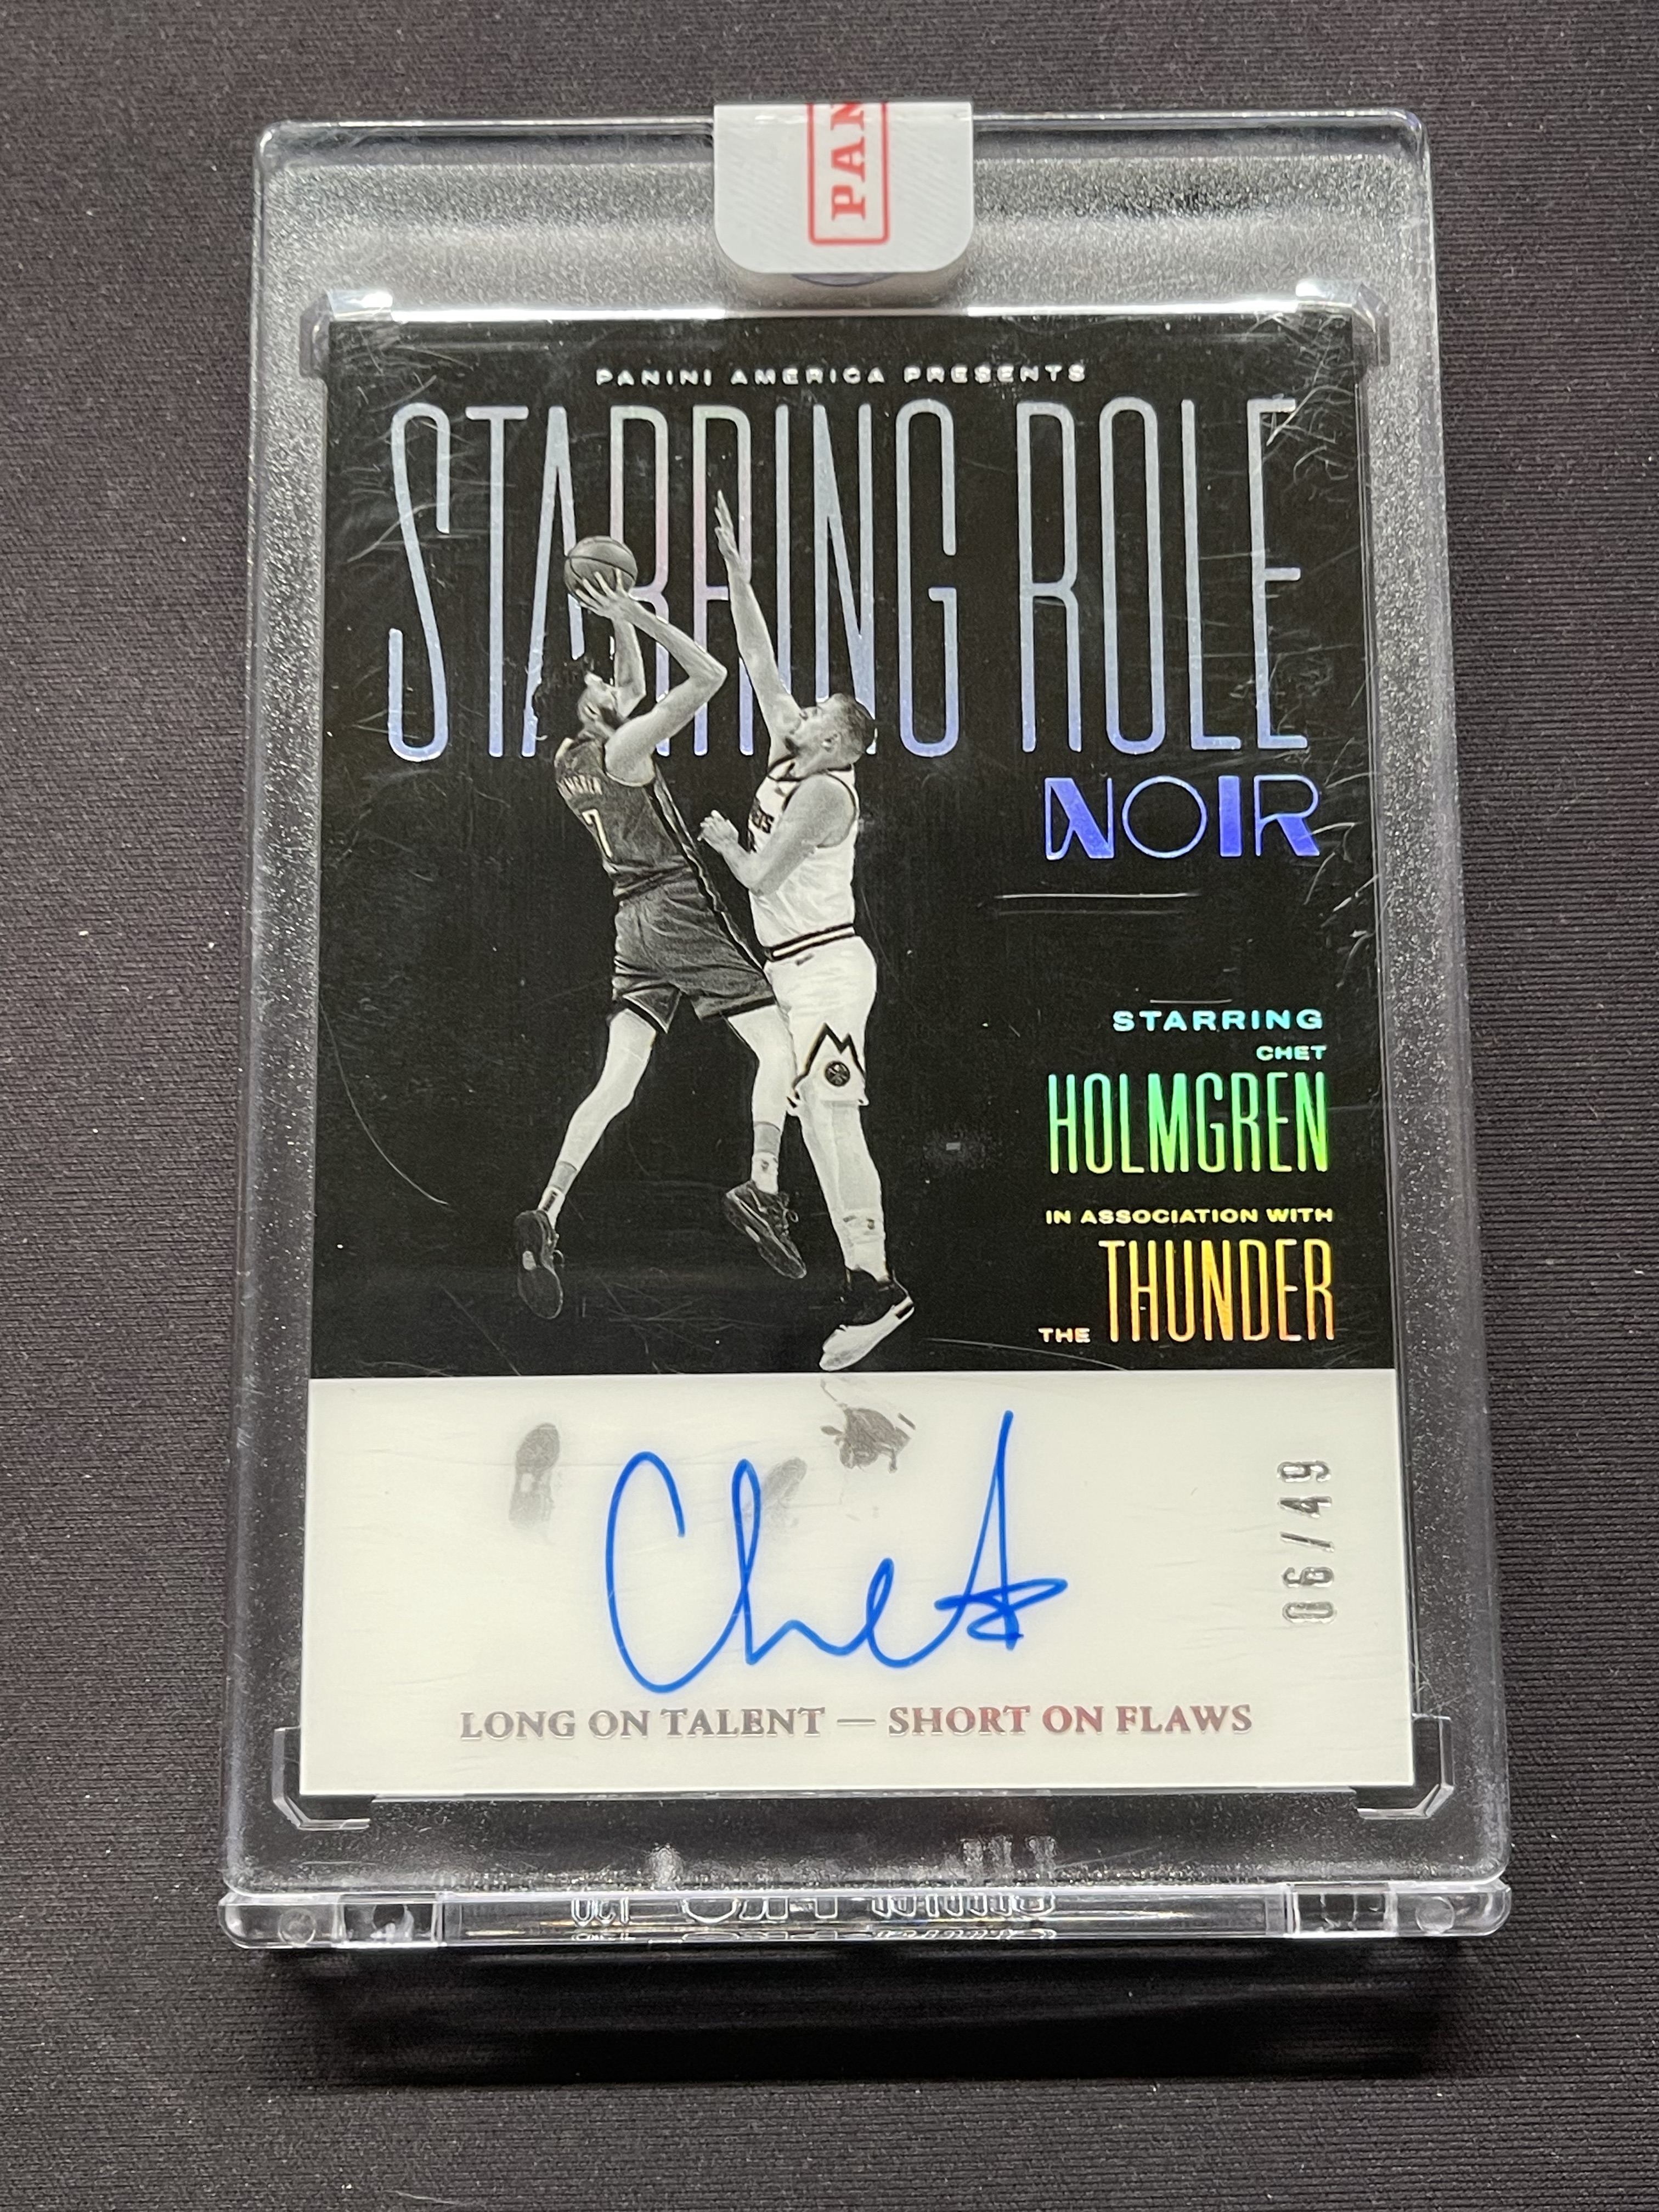 PAN
PANINI AMERICA PRESENTS
STARRING ROLE
NOIR
7
STARRING
CHET
HOLMGREN
IN ASSOCIATION WITH
THE THUNDER
Chet
06/49
LONG ON TALENT — SHORT ON FLAWS